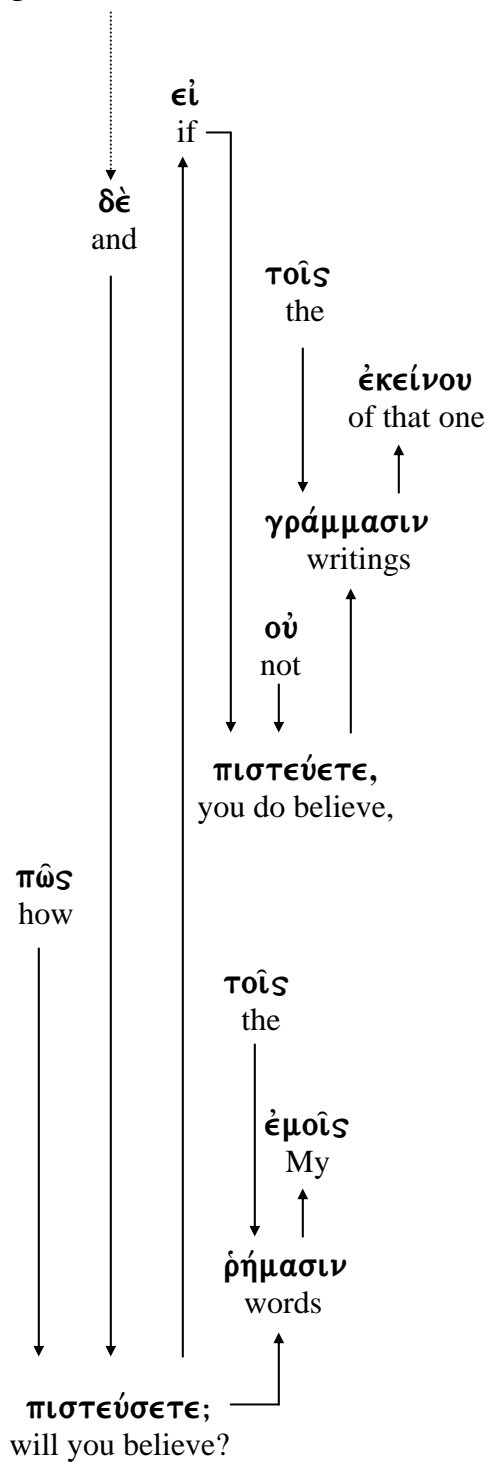 εἰ
if
δὲ
and
τοῖς
the
ἐκείνου
of that one
γράμμασιν
writings
οὐ
not
πιστεύετε,
you do believe,
πῶς
how
τοῖς
the
ἐμοῖς
My
ῥήμασιν
words
πιστεύσετε;
will you believe?